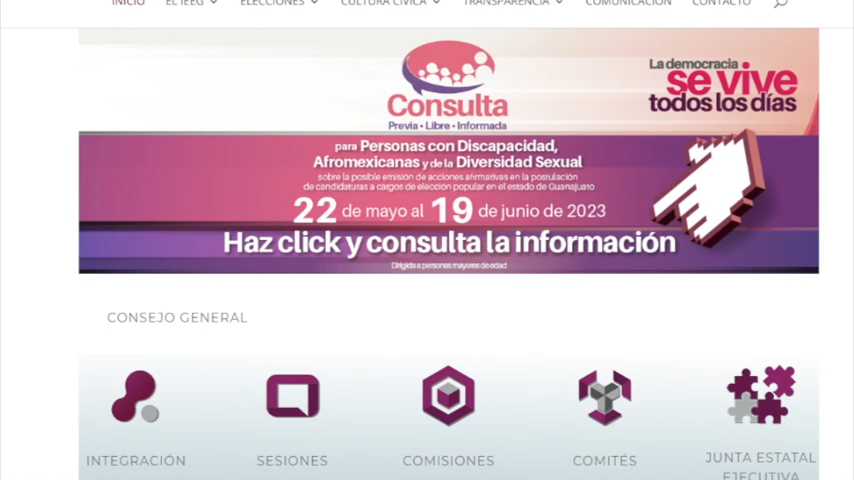 INICIO EL IEEG ELECCIONES CULTURA CÍVICA TRANSPARENCIA COMUNICACIÓN CONTACTO
La democracia
se vive
todos los días
Consulta
Previa • Libre • Informada
para Personas con Discapacidad,
Afromexicanas y de la Diversidad Sexual
sobre la posible emisión de acciones afirmativas en la postulación
de candidaturas a cargos de elección popular en el estado de Guanajuato
22 de mayo al 19 de junio de 2023
Haz click y consulta la información
Dirigida a personas mayores de edad
CONSEJO GENERAL
INTEGRACIÓN SESIONES COMISIONES COMITÉS JUNTA ESTATAL
EJECUTIVA